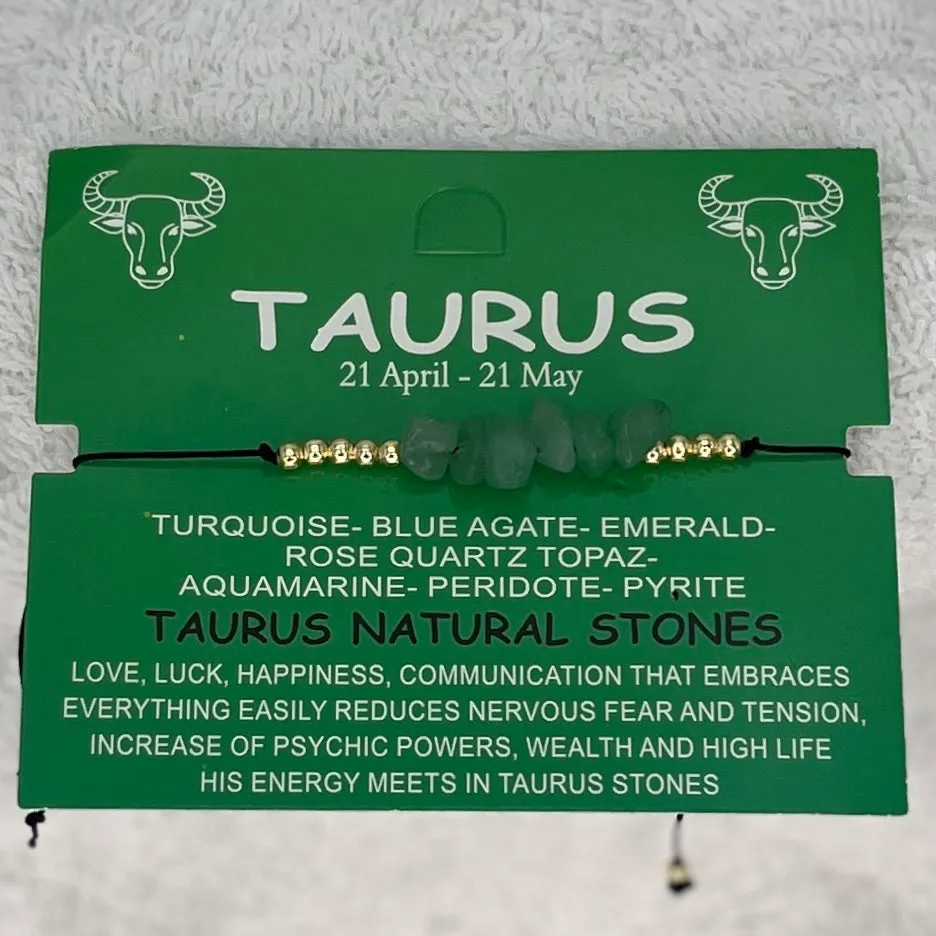 TAURUS
21 April - 21 May
TURQUOISE- BLUE AGATE- EMERALD-
ROSE QUARTZ TOPAZ-
AQUAMARINE- PERIDOTE- PYRITE
TAURUS NATURAL STONES
LOVE, LUCK, HAPPINESS, COMMUNICATION THAT EMBRACES
EVERYTHING EASILY REDUCES NERVOUS FEAR AND TENSION,
INCREASE OF PSYCHIC POWERS, WEALTH AND HIGH LIFE
HIS ENERGY MEETS IN TAURUS STONES